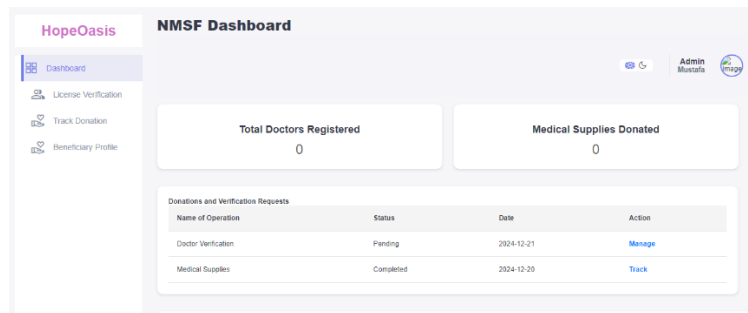 HopeOasis
Dashboard
License Verification
Track Donation
Beneficiary Profile
NMSF Dashboard
Admin
Mustafa
Image
Total Doctors Registered
0
Medical Supplies Donated
0
Donations and Verification Requests
Name of Operation Status Date Action
Doctor Verification Pending 2024-12-21 Manage
Medical Supplies Completed 2024-12-20 Track